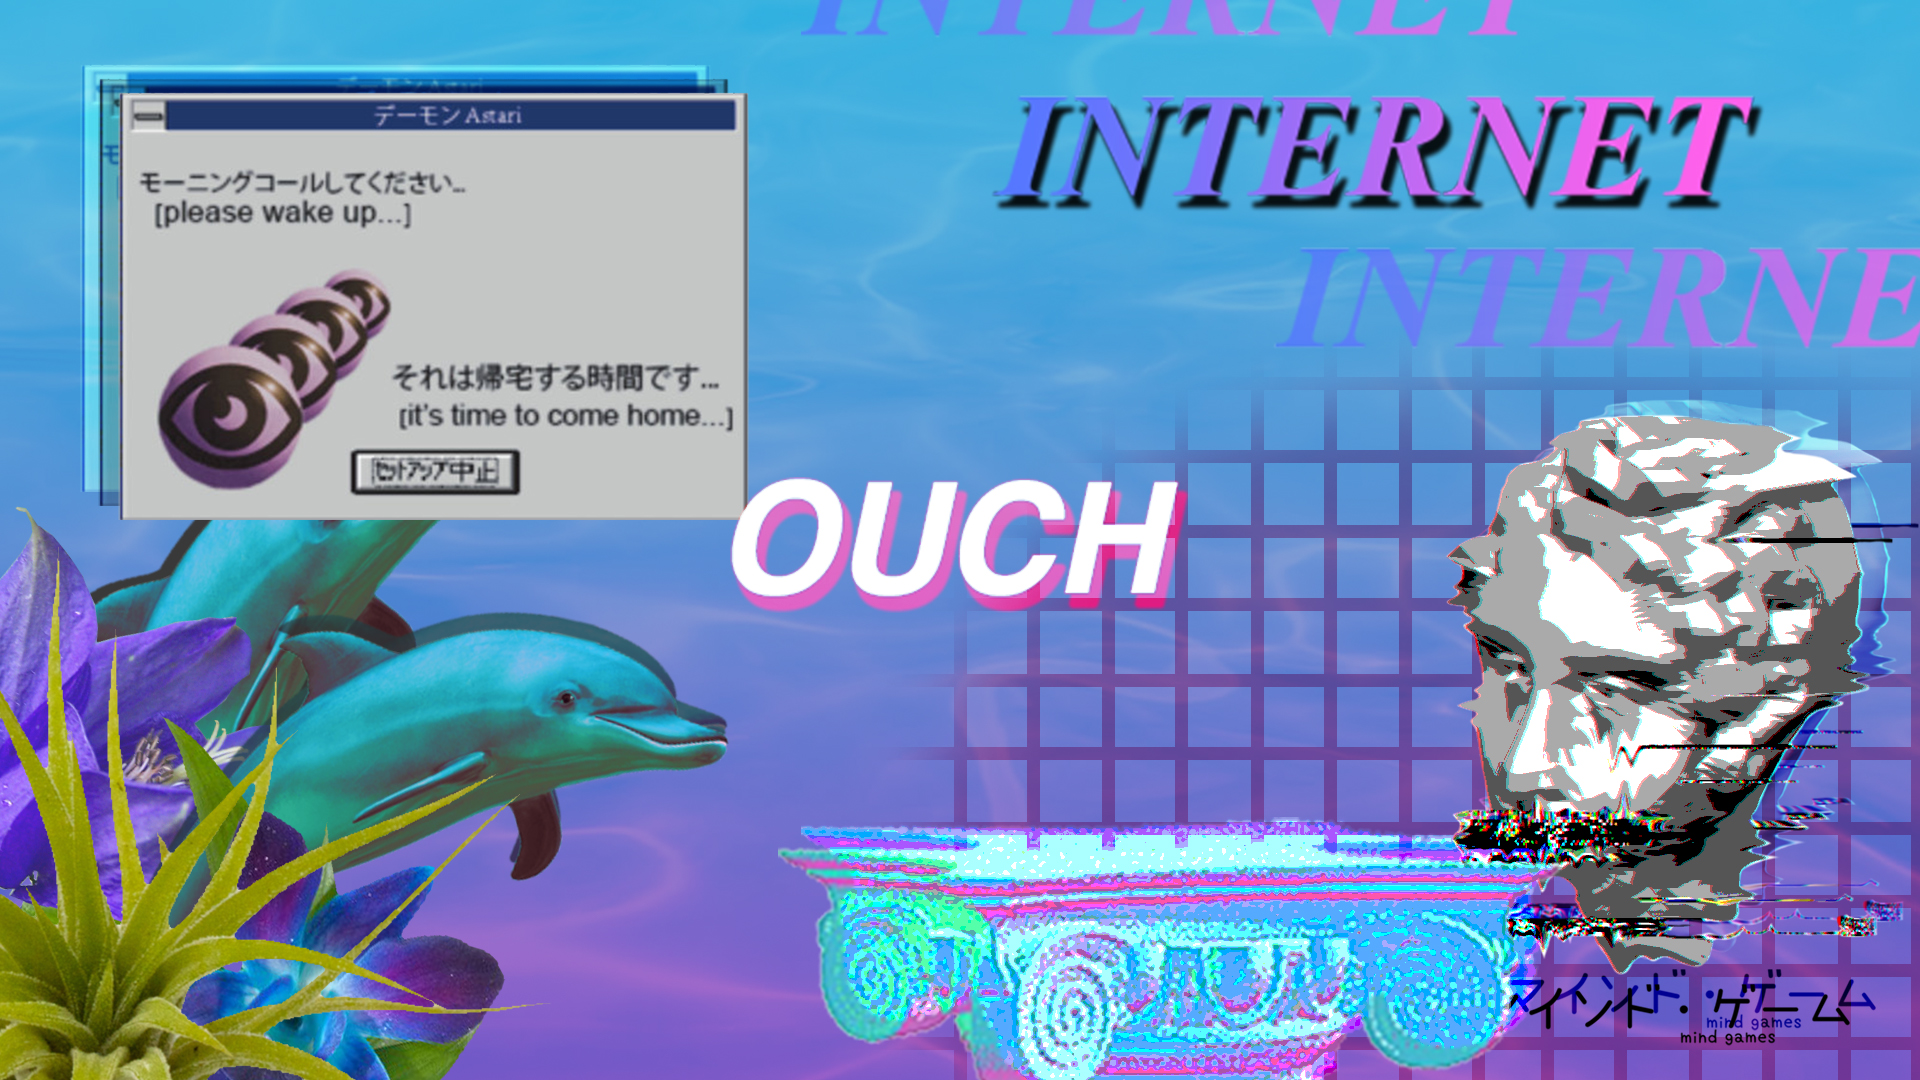 INTERNET
INTERNET
INTERNE
デーモン Astari
モーニングコールしてください...
[please wake up...]
それは帰宅する時間です...
[it's time to come home...]
セットアップ中止
OUCH
マインド・ゲーム
mind games
mind games